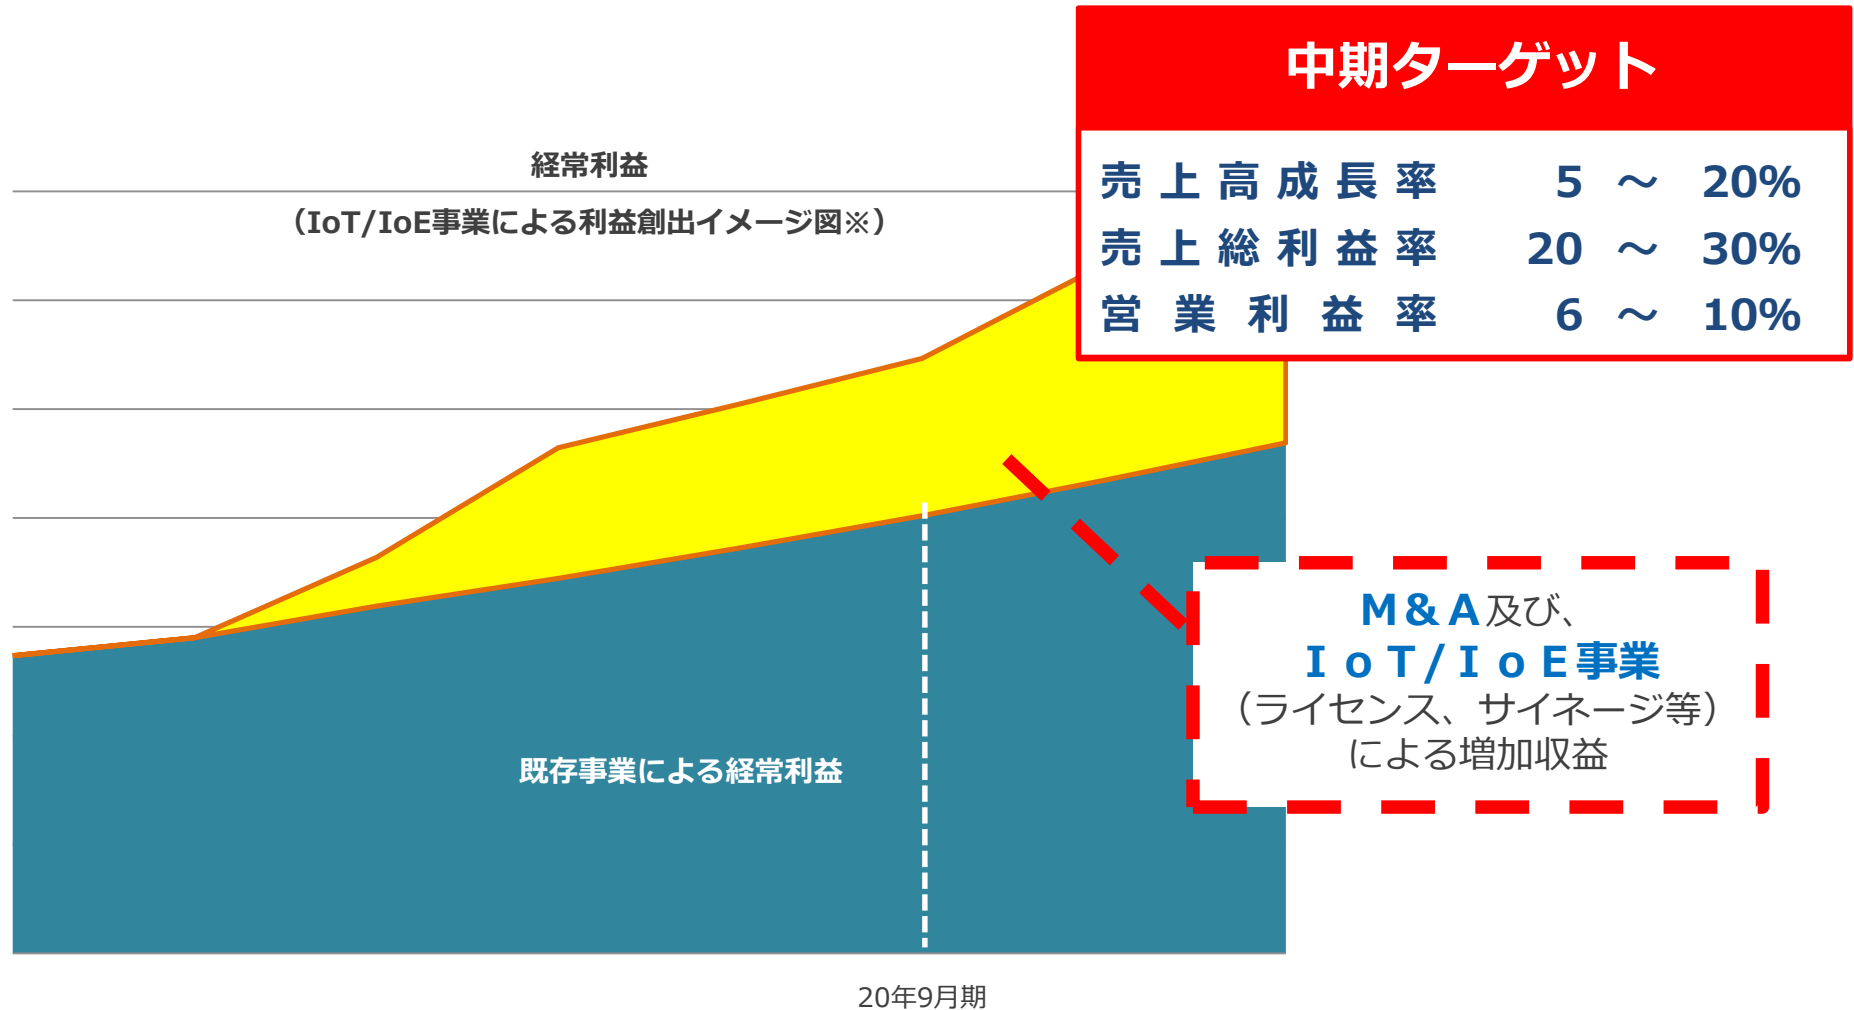 中期ターゲット
経常利益
（IoT/IoE事業による利益創出イメージ図※）
売上高成長率 5 ～ 20%
売上総利益率 20 ～ 30%
営業利益率 6 ～ 10%
M&A及び、
ＩｏＴ/ＩｏＥ事業
（ライセンス、サイネージ等）
による増加収益
既存事業による経常利益
20年9月期